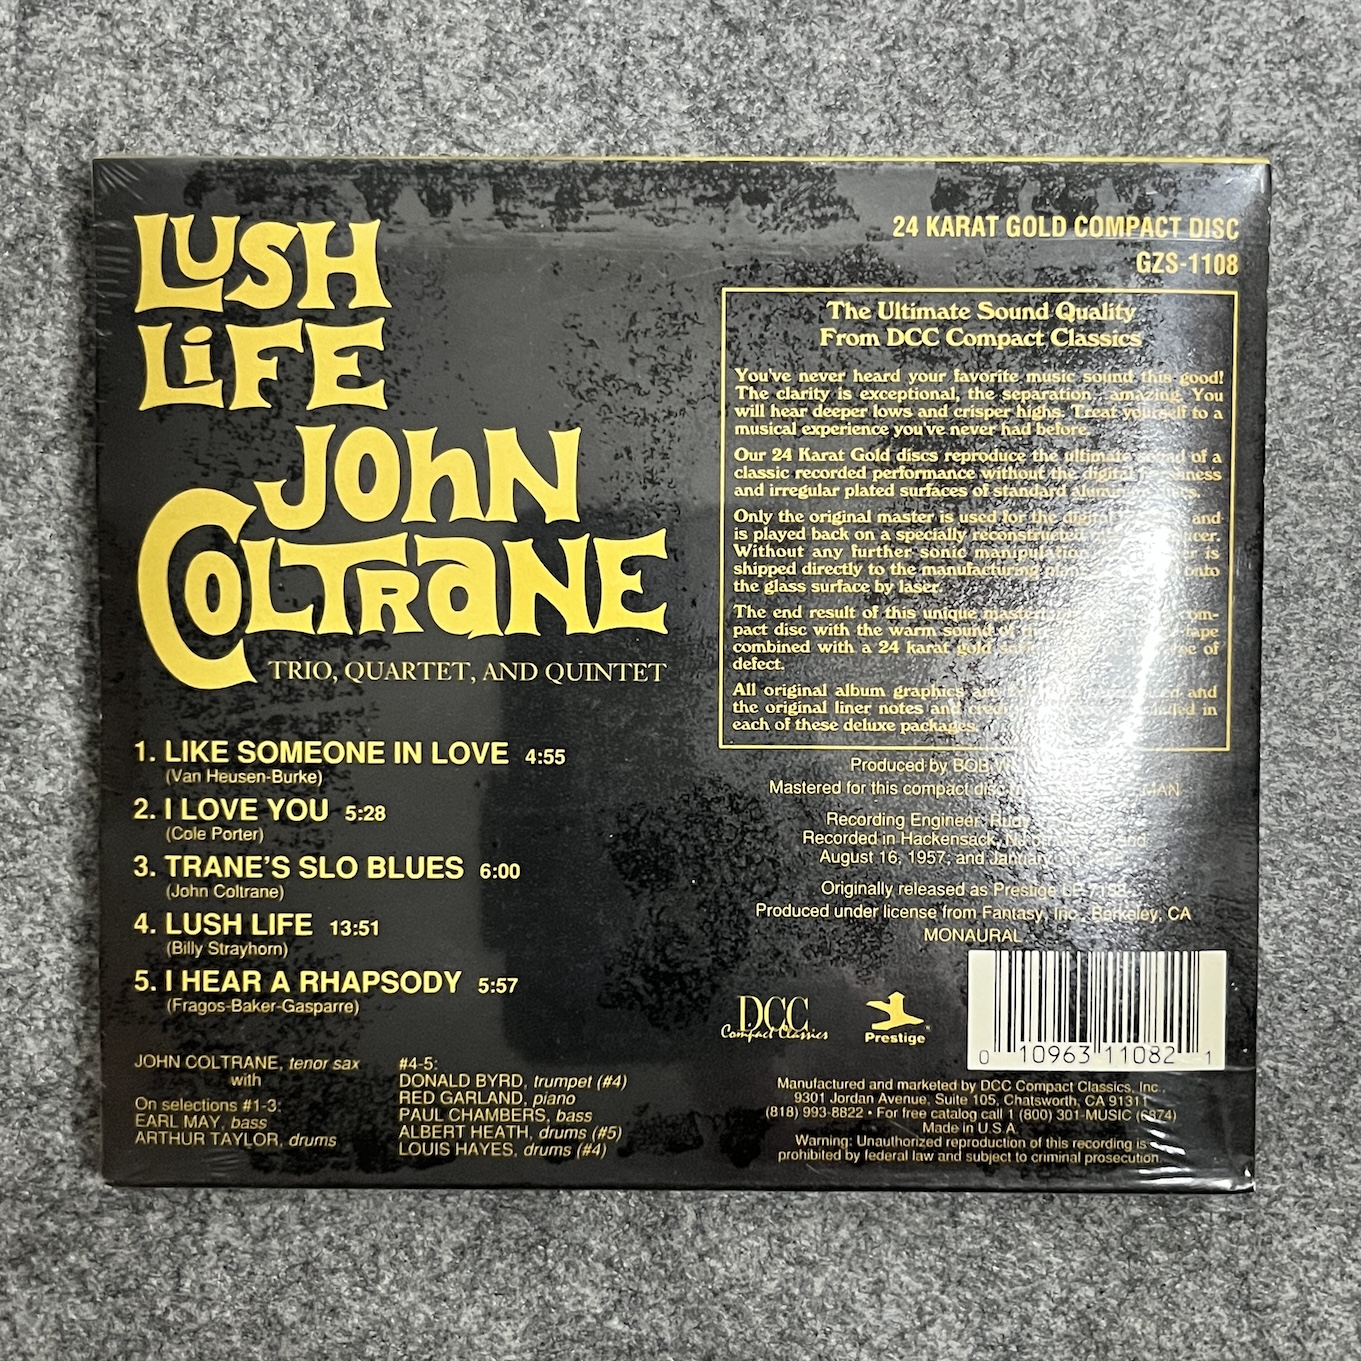 LUSH
LiFE
JOhN
COLTRaNE
TRIO, QUARTET, AND QUINTET
1. LIKE SOMEONE IN LOVE 4:55
(Van Heusen-Burke)
2. I LOVE YOU 5:28
(Cole Porter)
3. TRANE'S SLO BLUES 6:00
(John Coltrane)
4. LUSH LIFE 13:51
(Billy Strayhorn)
5. I HEAR A RHAPSODY 5:57
(Fragos-Baker-Gasparre)
JOHN COLTRANE, tenor sax
with
On selections #1-3:
EARL MAY, bass
ARTHUR TAYLOR, drums
#4-5:
DONALD BYRD, trumpet (#4)
RED GARLAND, piano
PAUL CHAMBERS, bass
ALBERT HEATH, drums (#5)
LOUIS HAYES, drums (#4)
24 KARAT GOLD COMPACT DISC
GZS-1108
The Ultimate Sound Quality
From DCC Compact Classics
You've never heard your favorite music sound this good!
The clarity is exceptional, the separation, amazing. You
will hear deeper lows and crisper highs. Treat yourself to a
musical experience you've never had before.
Our 24 Karat Gold discs reproduce the ultimate sound of a
classic recorded performance without the digital
and irregular plated surfaces of standard aluminum
Only the original master is used for the digital and
is played back on a specially reconstructed
Without any further sonic manipulation is
shipped directly to the manufacturing onto
the glass surface by laser.
The end result of this unique com-
pact disc with the warm sound of tape
combined with a 24 karat gold of
defect.
All original album graphics are and
the original liner notes and in
each of these deluxe packages.
Produced by BOB
Mastered for this compact disc
Recording Engineer: Rudy
Recorded in Hackensack, and
August 16, 1957; and January
Originally released as Prestige LP 7188
Produced under license from Fantasy, Inc., Berkeley, CA
MONAURAL
DCC
Compact Classics
Prestige
0 10963 11082 1
Manufactured and marketed by DCC Compact Classics, Inc.,
9301 Jordan Avenue, Suite 105, Chatsworth, CA 91311
(818) 993-8822 • For free catalog call 1 (800) 301-MUSIC (6874)
Made in U.S.A.
Warning: Unauthorized reproduction of this recording is
prohibited by federal law and subject to criminal prosecution.